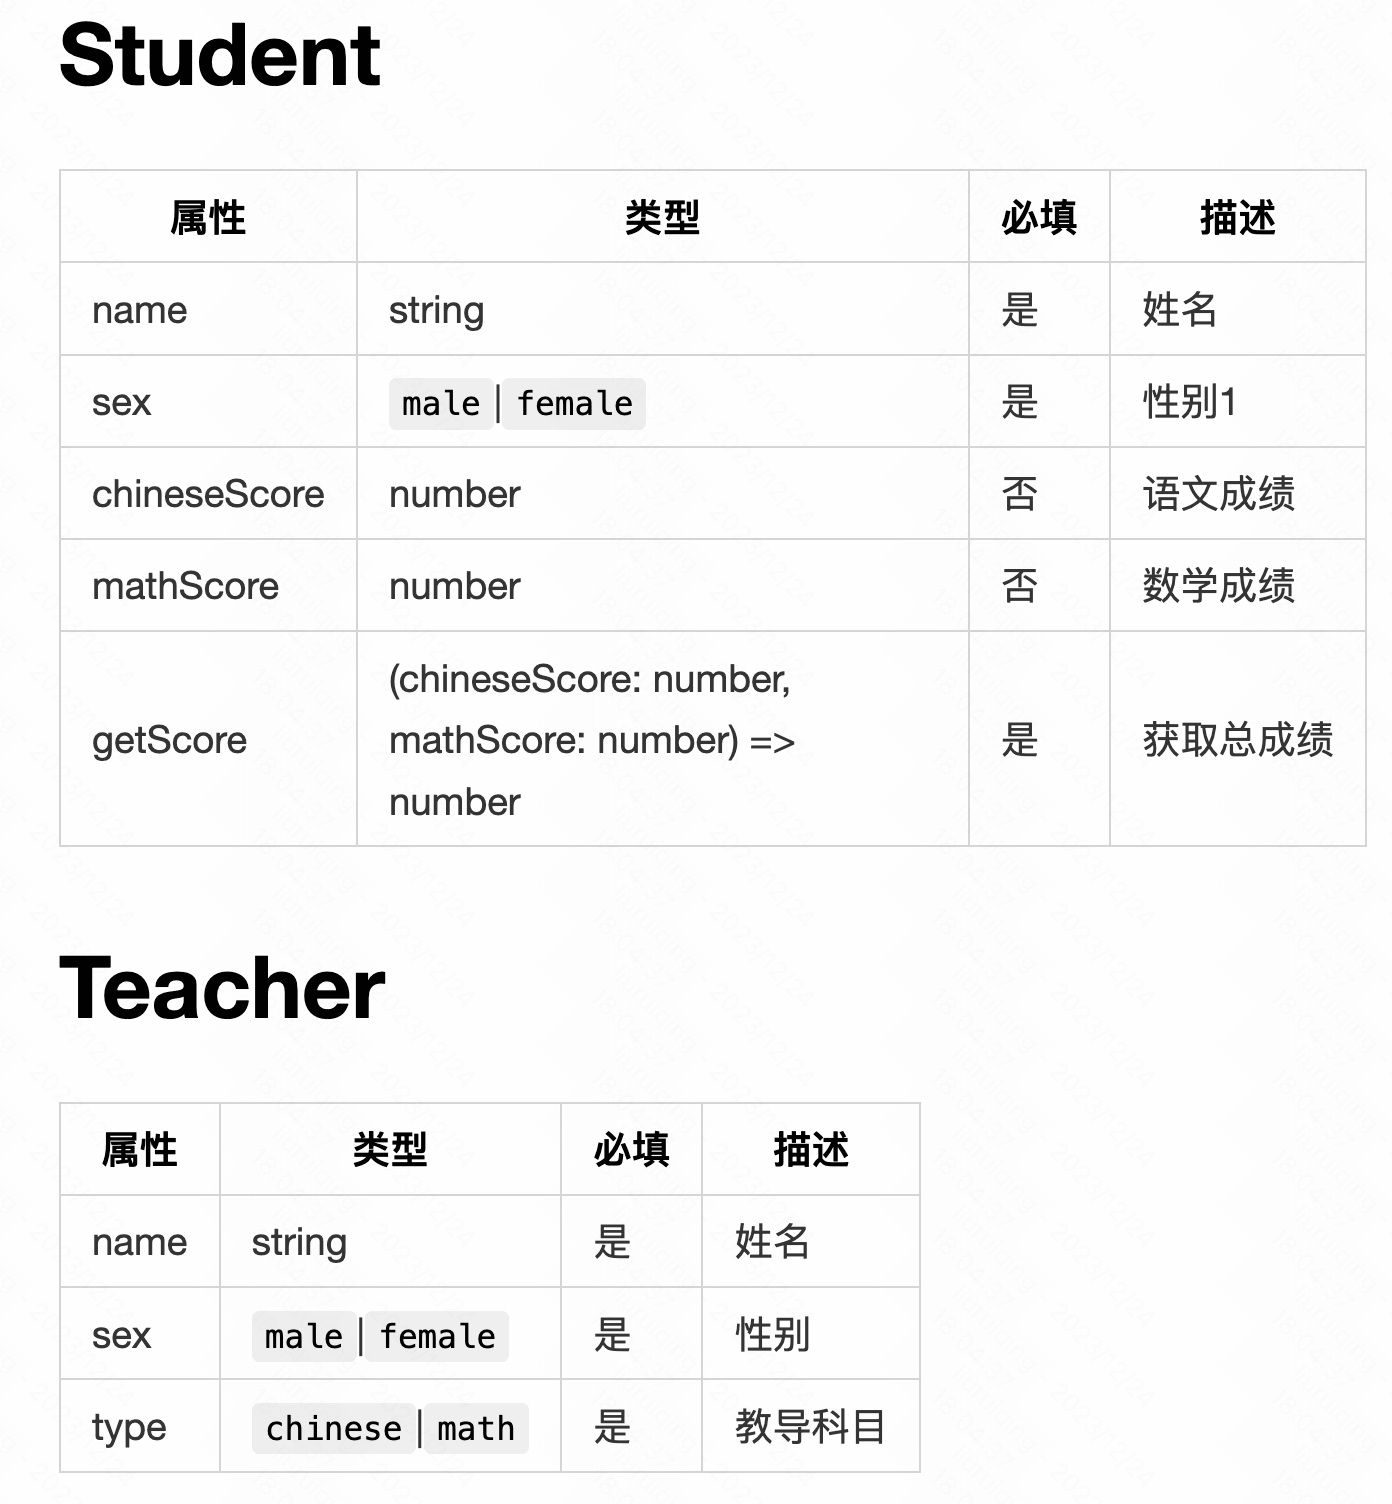 Student
属性 类型 必填 描述
name string 是 姓名
sex male|female 是 性别1
chineseScore number 否 语文成绩
mathScore number 否 数学成绩
getScore (chineseScore: number, mathScore: number) => number 是 获取总成绩
Teacher
属性 类型 必填 描述
name string 是 姓名
sex male|female 是 性别
type chinese|math 是 教导科目